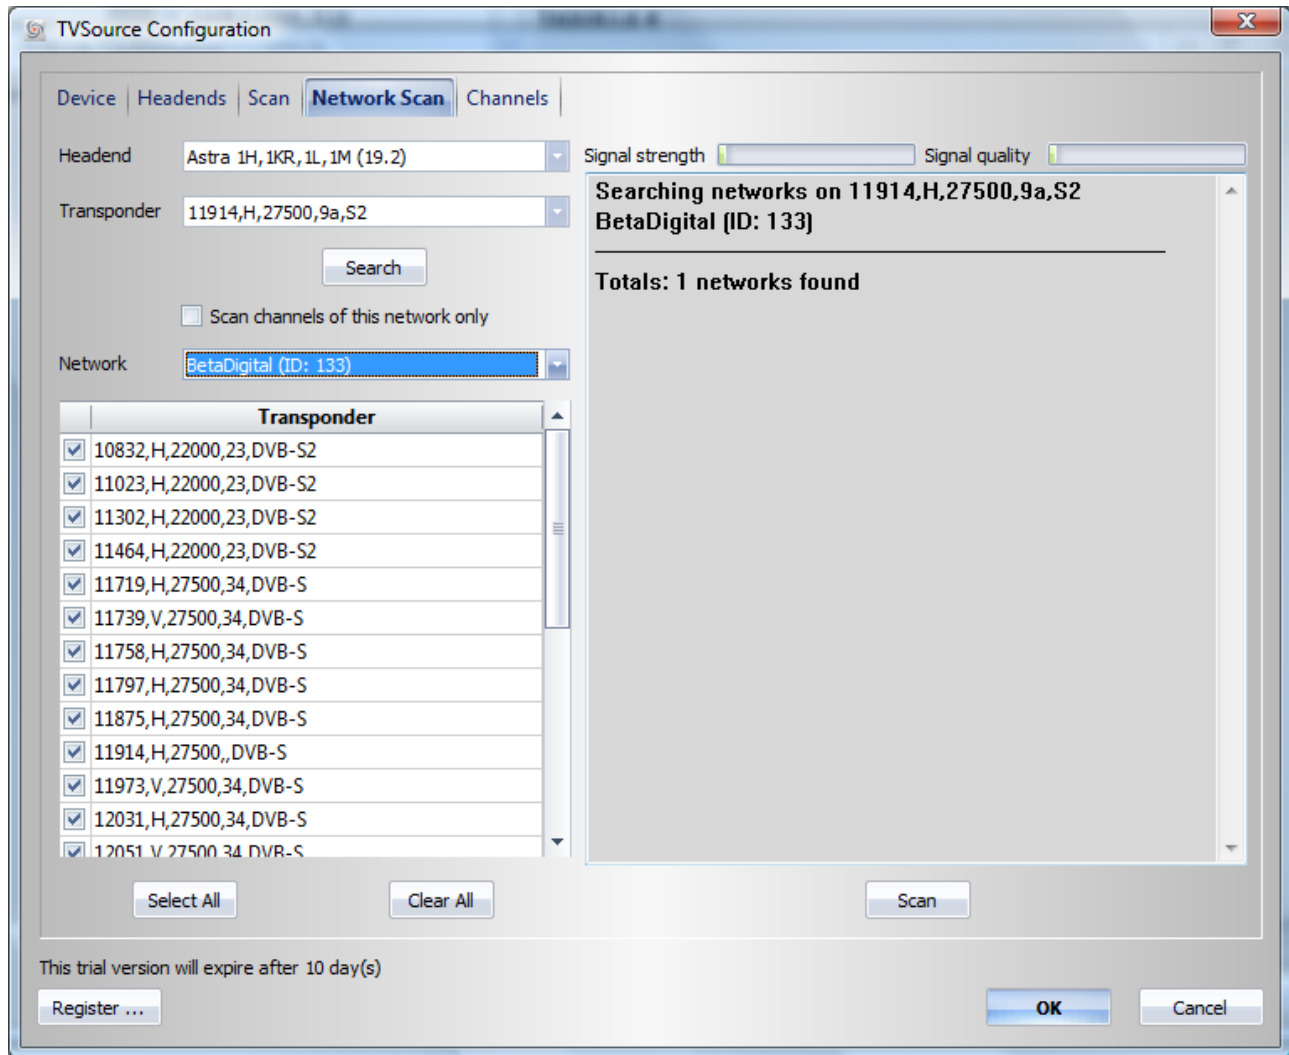 TVSource Configuration
Device
Headends
Scan
Network Scan
Channels
Headend
Astra 1H,1KR,1L,1M (19.2)
Transponder
11914,H,27500,9a,S2
Search
Scan channels of this network only
Network
BetaDigital (ID: 133)
Transponder
10832,H,22000,23,DVB-S2
11023,H,22000,23,DVB-S2
11302,H,22000,23,DVB-S2
11464,H,22000,23,DVB-S2
11719,H,27500,34,DVB-S
11739,V,27500,34,DVB-S
11758,H,27500,34,DVB-S
11797,H,27500,34,DVB-S
11875,H,27500,34,DVB-S
11914,H,27500,,DVB-S
11973,V,27500,34,DVB-S
12031,H,27500,34,DVB-S
12051,V,27500,34,DVB-S
Select All
Clear All
Signal strength
Signal quality
Searching networks on 11914,H,27500,9a,S2
BetaDigital (ID: 133)
Totals: 1 networks found
Scan
This trial version will expire after 10 day(s)
Register ...
OK
Cancel